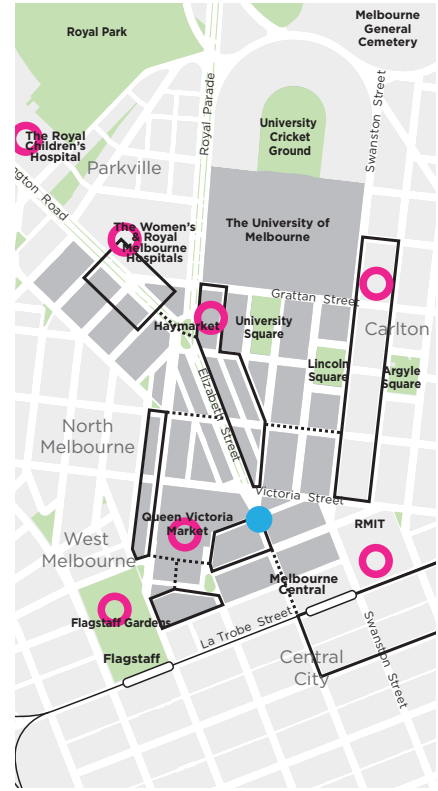 Royal Park
Melbourne
General
Cemetery
Royal Parade
Swanston Street
University
Cricket
Ground
The Royal
Children's
Hospital
Parkville
ngton Road
The Women's
& Royal
Melbourne
Hospitals
The University of
Melbourne
Grattan Street
Haymarket
University
Square
Carlton
Lincoln
Square
Argyle
Square
Elizabeth Street
North
Melbourne
Victoria Street
Queen Victoria
Market
RMIT
West
Melbourne
Melbourne
Central
Flagstaff Gardens
La Trobe Street
Swanston Street
Flagstaff
Central
City